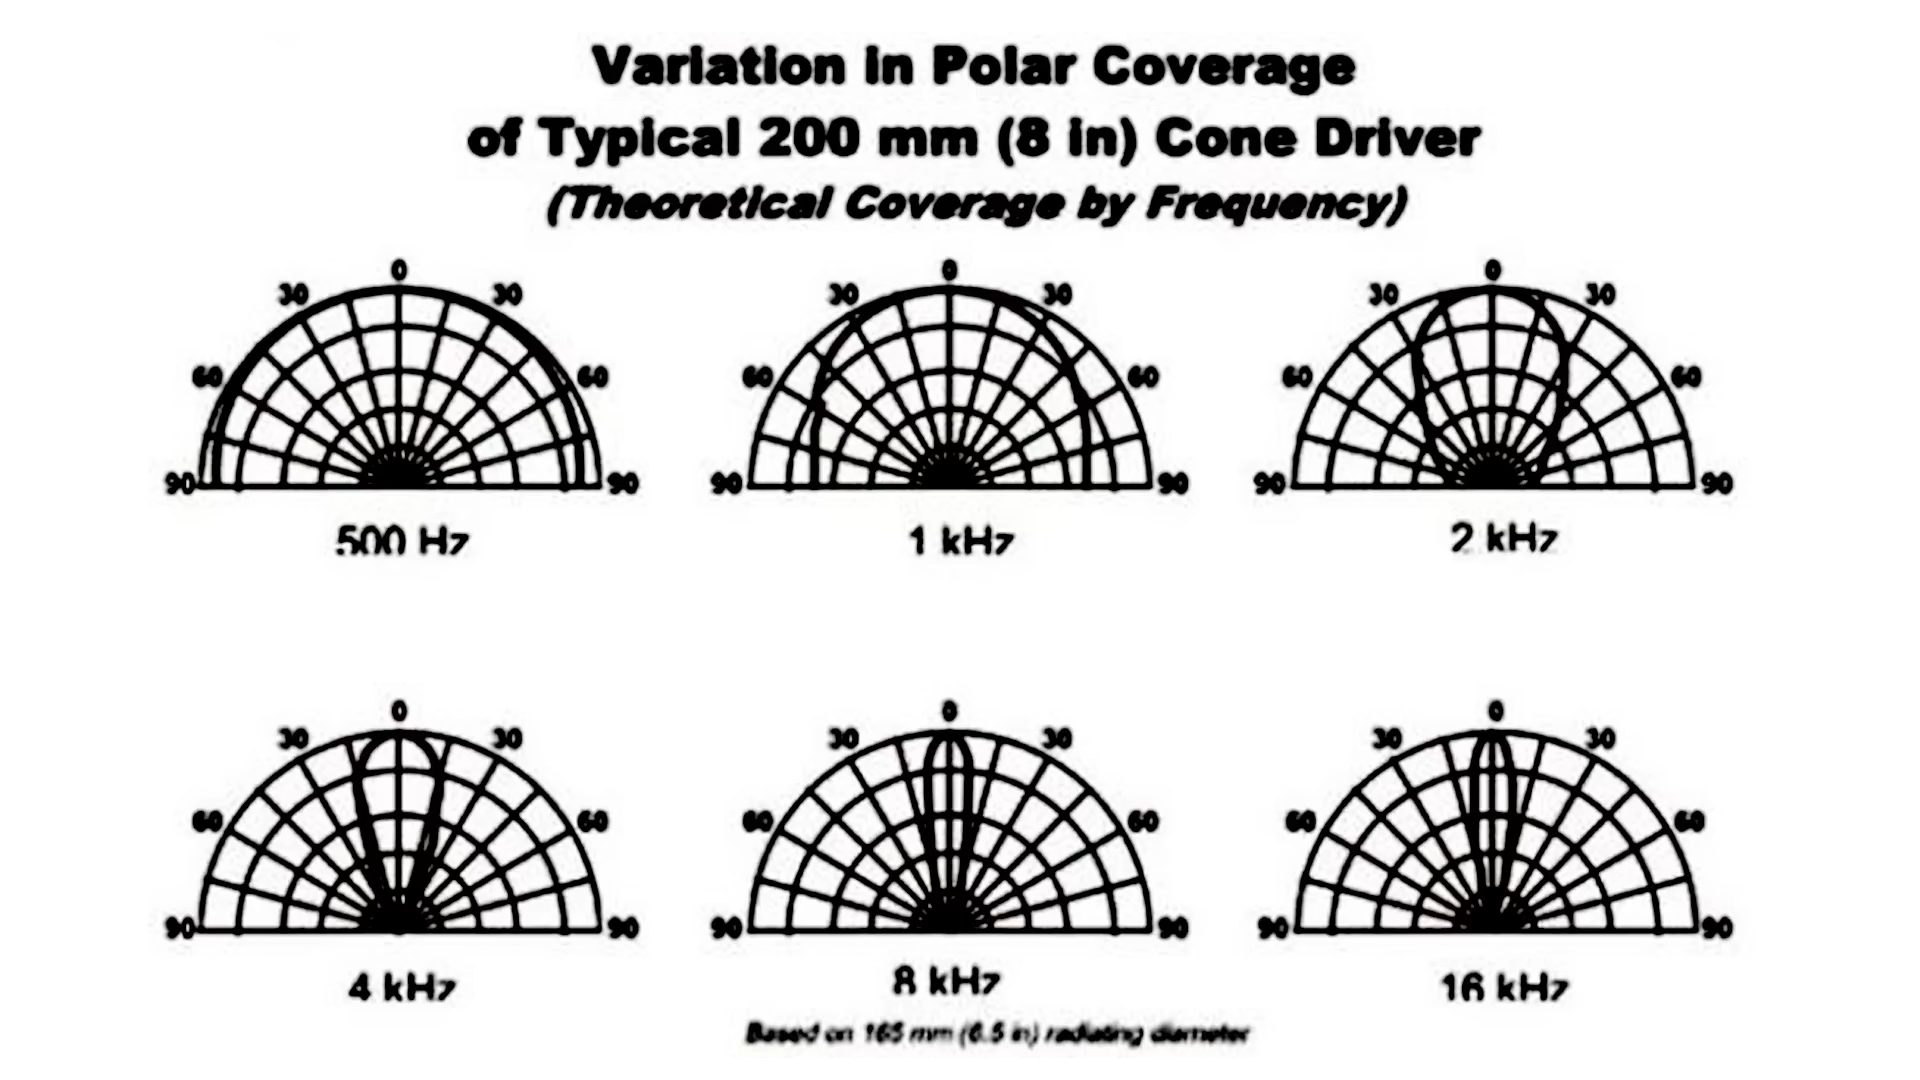 Variation in Polar Coverage
of Typical 200 mm (8 in) Cone Driver
(Theoretical Coverage by Frequency)
0 0 0
30 30 30 30 30 30
60 60 60 60 60 60
90 90 90 90 90 90
500 Hz 1 kHz 2 kHz
0 0 0
30 30 30 30 30 30
60 60 60 60 60 60
90 90 90 90 90 90
4 kHz 8 kHz 16 kHz
Based on 165 mm (6.5 in) radiating diameter